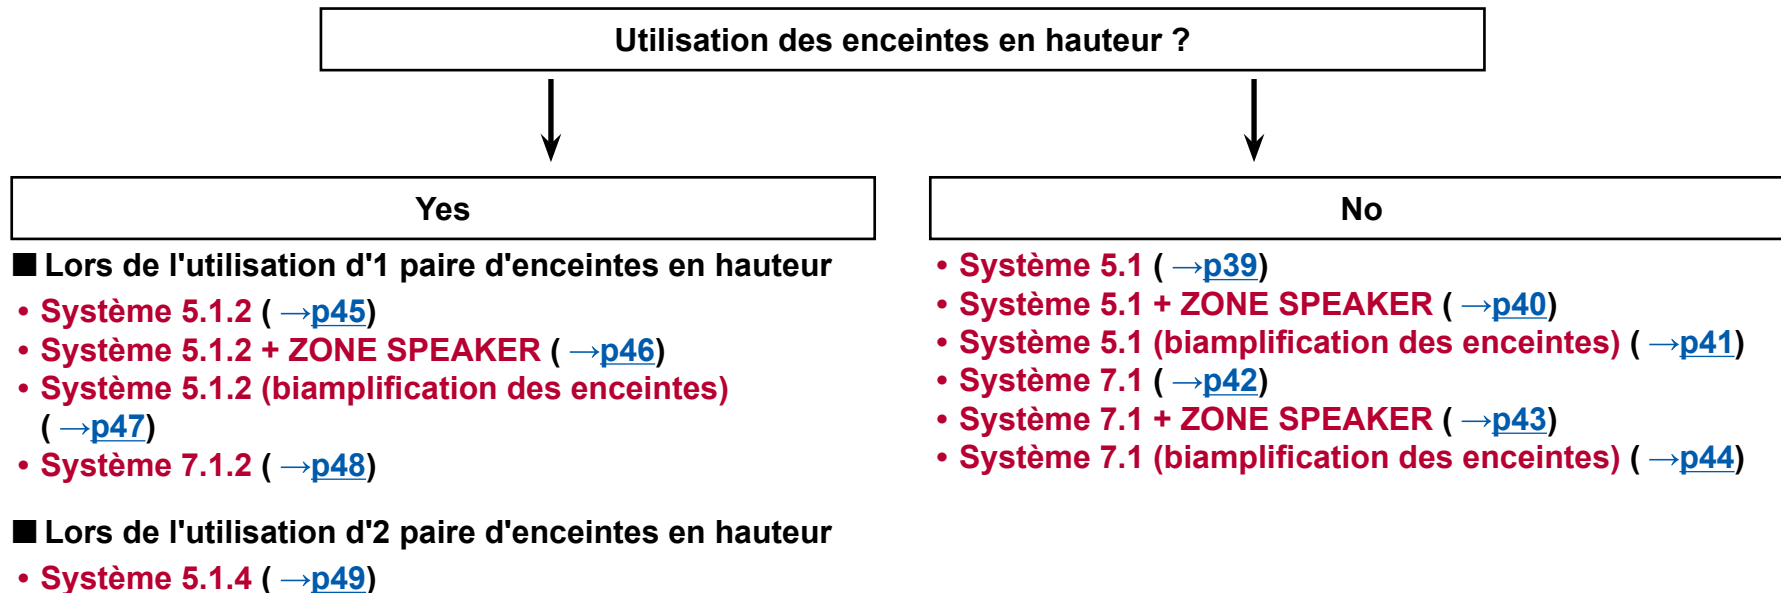 Utilisation des enceintes en hauteur ?
Yes
■ Lors de l'utilisation d'1 paire d'enceintes en hauteur
• Système 5.1.2 ( →p45)
• Système 5.1.2 + ZONE SPEAKER ( →p46)
• Système 5.1.2 (biamplification des enceintes)
( →p47)
• Système 7.1.2 ( →p48)
■ Lors de l'utilisation d'2 paire d'enceintes en hauteur
• Système 5.1.4 ( →p49)
No
• Système 5.1 ( →p39)
• Système 5.1 + ZONE SPEAKER ( →p40)
• Système 5.1 (biamplification des enceintes) ( →p41)
• Système 7.1 ( →p42)
• Système 7.1 + ZONE SPEAKER ( →p43)
• Système 7.1 (biamplification des enceintes) ( →p44)